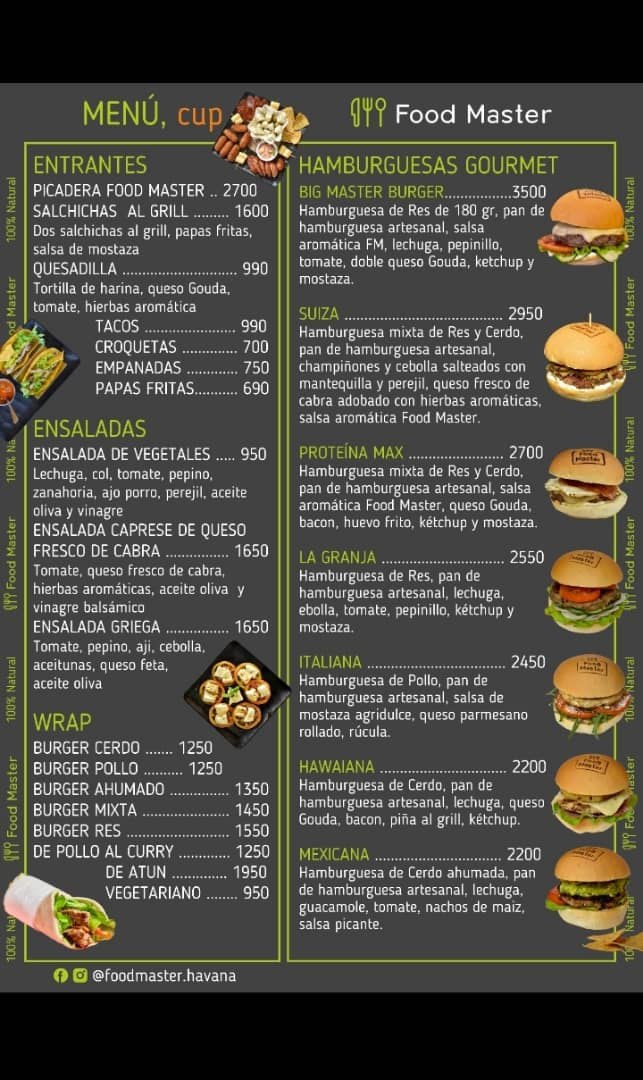 MENÚ, cup
Food Master
ENTRANTES
PICADERA FOOD MASTER .. 2700
SALCHICHAS AL GRILL ......... 1600
Dos salchichas al grill, papas fritas,
salsa de mostaza
QUESADILLA ............................ 990
Tortilla de harina, queso Gouda,
tomate, hierbas aromática
TACOS ...................... 990
CROQUETAS ............... 700
EMPANADAS .............. 750
PAPAS FRITAS........... 690
ENSALADAS
ENSALADA DE VEGETALES ..... 950
Lechuga, col, tomate, pepino,
zanahoria, ajo porro, perejil, aceite
oliva y vinagre
ENSALADA CAPRESE DE QUESO
FRESCO DE CABRA ............... 1650
Tomate, queso fresco de cabra,
hierbas aromáticas, aceite oliva y
vinagre balsámico
ENSALADA GRIEGA ............... 1650
Tomate, pepino, aji, cebolla,
aceitunas, queso feta,
aceite oliva
WRAP
BURGER CERDO ....... 1250
BURGER POLLO .......... 1250
BURGER AHUMADO .............. 1350
BURGER MIXTA .................... 1450
BURGER RES ........................ 1550
DE POLLO AL CURRY ............ 1250
DE ATUN ............. 1950
VEGETARIANO ........ 950
HAMBURGUESAS GOURMET
BIG MASTER BURGER................3500
Hamburguesa de Res de 180 gr, pan de
hamburguesa artesanal, salsa
aromática FM, lechuga, pepinillo,
tomate, doble queso Gouda, ketchup y
mostaza.
SUIZA ...................................... 2950
Hamburguesa mixta de Res y Cerdo,
pan de hamburguesa artesanal,
champiñones y cebolla salteados con
mantequilla y perejil, queso fresco de
cabra adobado con hierbas aromáticas,
salsa aromática Food Master.
PROTEÍNA MAX ....................... 2700
Hamburguesa mixta de Res y Cerdo,
pan de hamburguesa artesanal, salsa
aromática Food Master, queso Gouda,
bacon, huevo frito, kétchup y mostaza.
LA GRANJA .............................. 2550
Hamburguesa de Res, pan de
hamburguesa artesanal, lechuga,
ebolla, tomate, pepinillo, kétchup y
mostaza.
ITALIANA ................................. 2450
Hamburguesa de Pollo, pan de
hamburguesa artesanal, salsa de
mostaza agridulce, queso parmesano
rollado, rúcula.
HAWAIANA ............................... 2200
Hamburguesa de Cerdo, pan de
hamburguesa artesanal, lechuga, queso
Gouda, bacon, piña al grill, kétchup.
MEXICANA ............................... 2200
Hamburguesa de Cerdo ahumada, pan
de hamburguesa artesanal, lechuga,
guacamole, tomate, nachos de maiz,
salsa picante.
@foodmaster.havana
100% Natural
Food Master
100% Natural
Food Master
100% Natural
Food Master
100% Natural
Food Master
100% Natural
Food Master